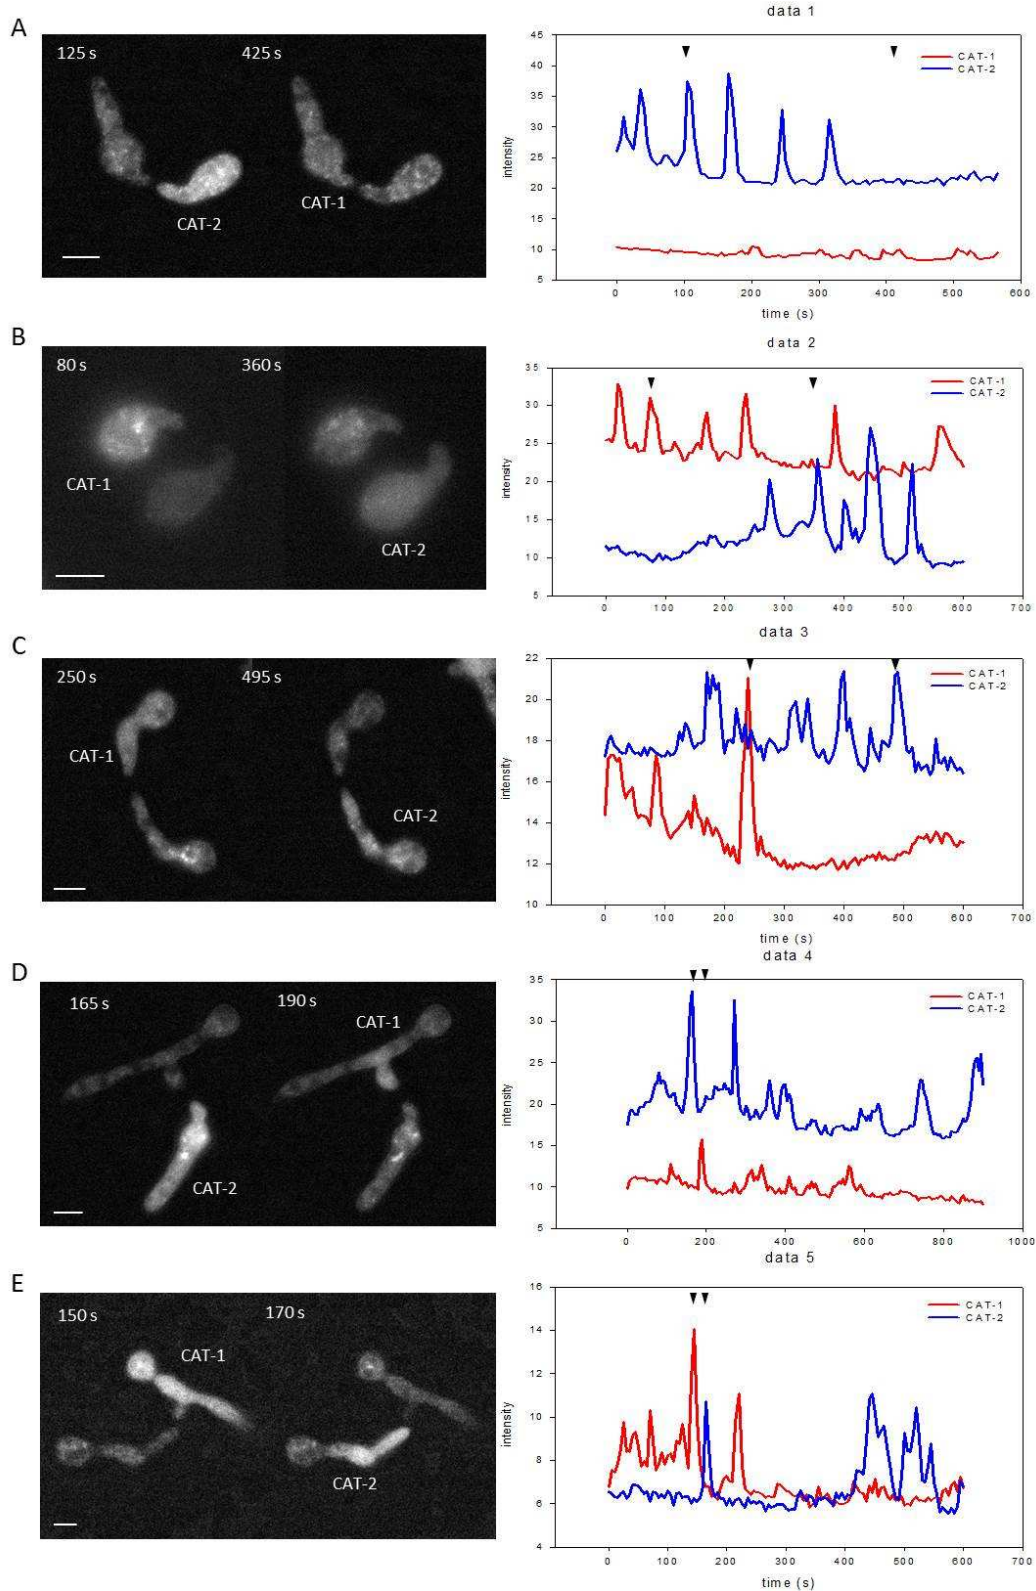 A
125 s
425 s
CAT-1
CAT-2
data 1
CAT-1
CAT-2
intensity
45
40
35
30
25
20
15
10
5
0
100
200
300
400
500
600
time (s)
B
80 s
360 s
CAT-1
CAT-2
data 2
CAT-1
CAT-2
intensity
35
30
25
20
15
10
5
0
100
200
300
400
500
600
700
C
250 s
495 s
CAT-1
CAT-2
data 3
CAT-1
CAT-2
intensity
22
20
18
16
14
12
10
0
100
200
300
400
500
600
700
time (s)
D
165 s
190 s
CAT-1
CAT-2
data 4
CAT-1
CAT-2
intensity
35
30
25
20
15
10
5
0
200
400
600
800
1000
E
150 s
170 s
CAT-1
CAT-2
data 5
CAT-1
CAT-2
intensity
16
14
12
10
8
6
4
0
100
200
300
400
500
600
700
time (s)